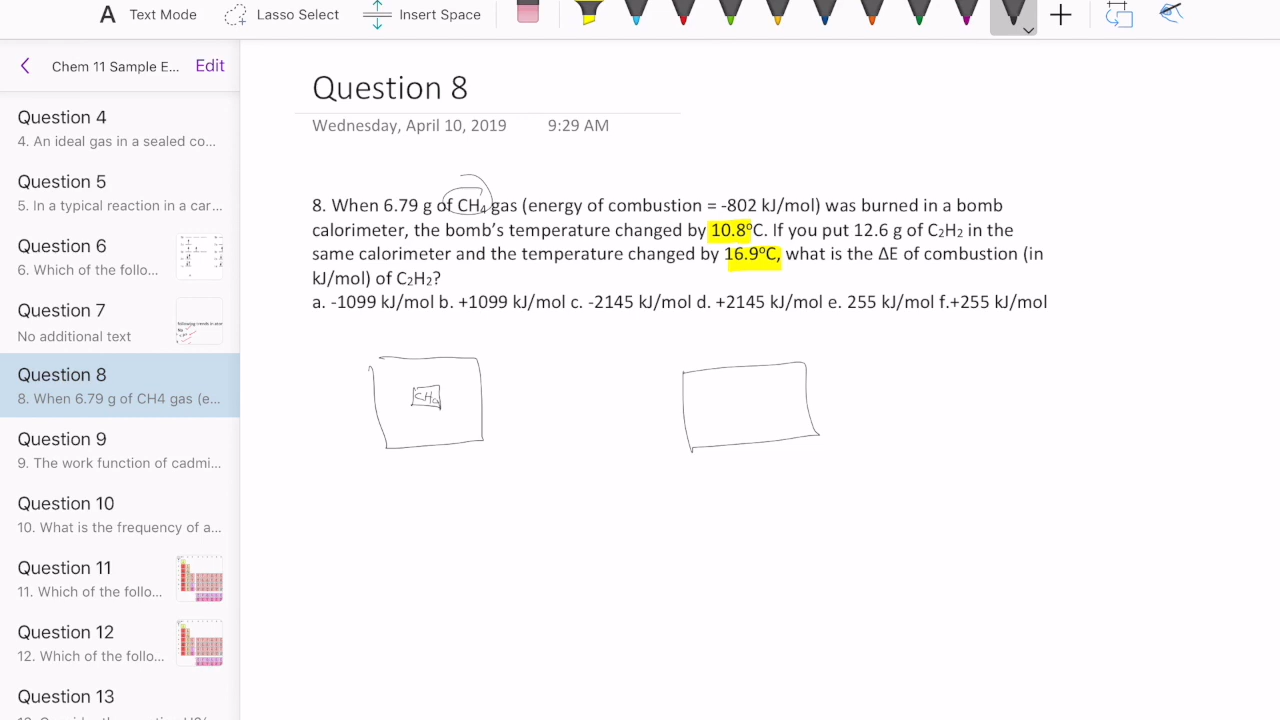 A Text Mode Lasso Select Insert Space
Chem 11 Sample E... Edit
Question 4
4. An ideal gas in a sealed co...
Question 5
5. In a typical reaction in a car...
Question 6
6. Which of the follo...
Question 7
No additional text
Question 8
8. When 6.79 g of CH4 gas (e...
Question 9
9. The work function of cadmi...
Question 10
10. What is the frequency of a...
Question 11
11. Which of the follo...
Question 12
12. Which of the follo...
Question 13
Question 8
Wednesday, April 10, 2019 9:29 AM
8. When 6.79 g of CH₄ gas (energy of combustion = -802 kJ/mol) was burned in a bomb
calorimeter, the bomb's temperature changed by 10.8°C. If you put 12.6 g of C₂H₂ in the
same calorimeter and the temperature changed by 16.9°C, what is the ΔE of combustion (in
kJ/mol) of C₂H₂?
a. -1099 kJ/mol b. +1099 kJ/mol c. -2145 kJ/mol d. +2145 kJ/mol e. 255 kJ/mol f.+255 kJ/mol
CH₄